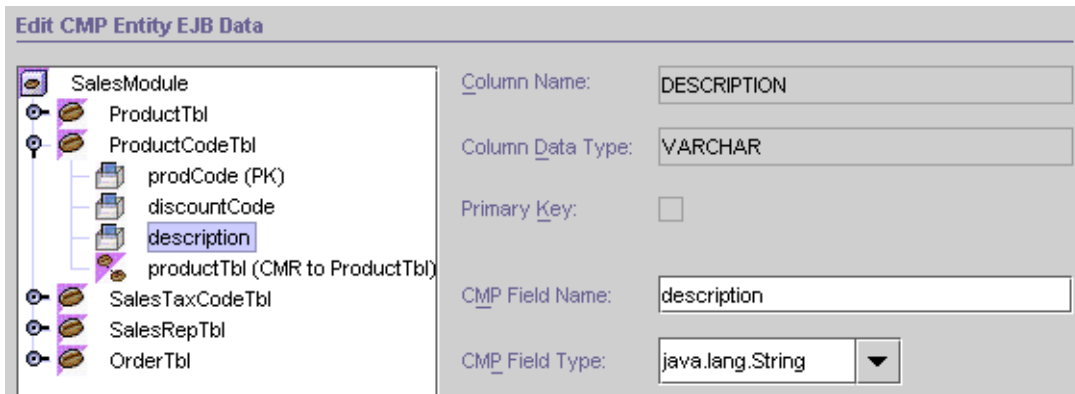 Edit CMP Entity EJB Data
SalesModule
ProductTbl
ProductCodeTbl
prodCode (PK)
discountCode
description
productTbl (CMR to ProductTbl)
SalesTaxCodeTbl
SalesRepTbl
OrderTbl
Column Name: DESCRIPTION
Column Data Type: VARCHAR
Primary Key:
CMP Field Name: description
CMP Field Type: java.lang.String